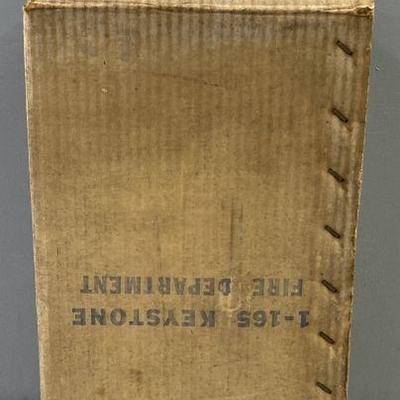 1-165 KEYSTONE
FIRE DEPARTMENT